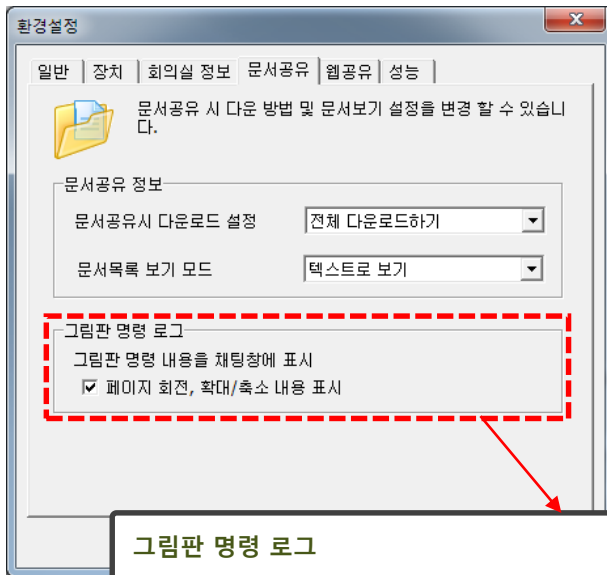 환경설정
일반 장치 회의실 정보 문서공유 웹공유 성능
문서공유 시 다운 방법 및 문서보기 설정을 변경 할 수 있습니
다.
문서공유 정보
문서공유시 다운로드 설정 전체 다운로드하기
문서목록 보기 모드 텍스트로 보기
그림판 명령 로그
그림판 명령 내용을 채팅창에 표시
페이지 회전, 확대/축소 내용 표시
그림판 명령 로그